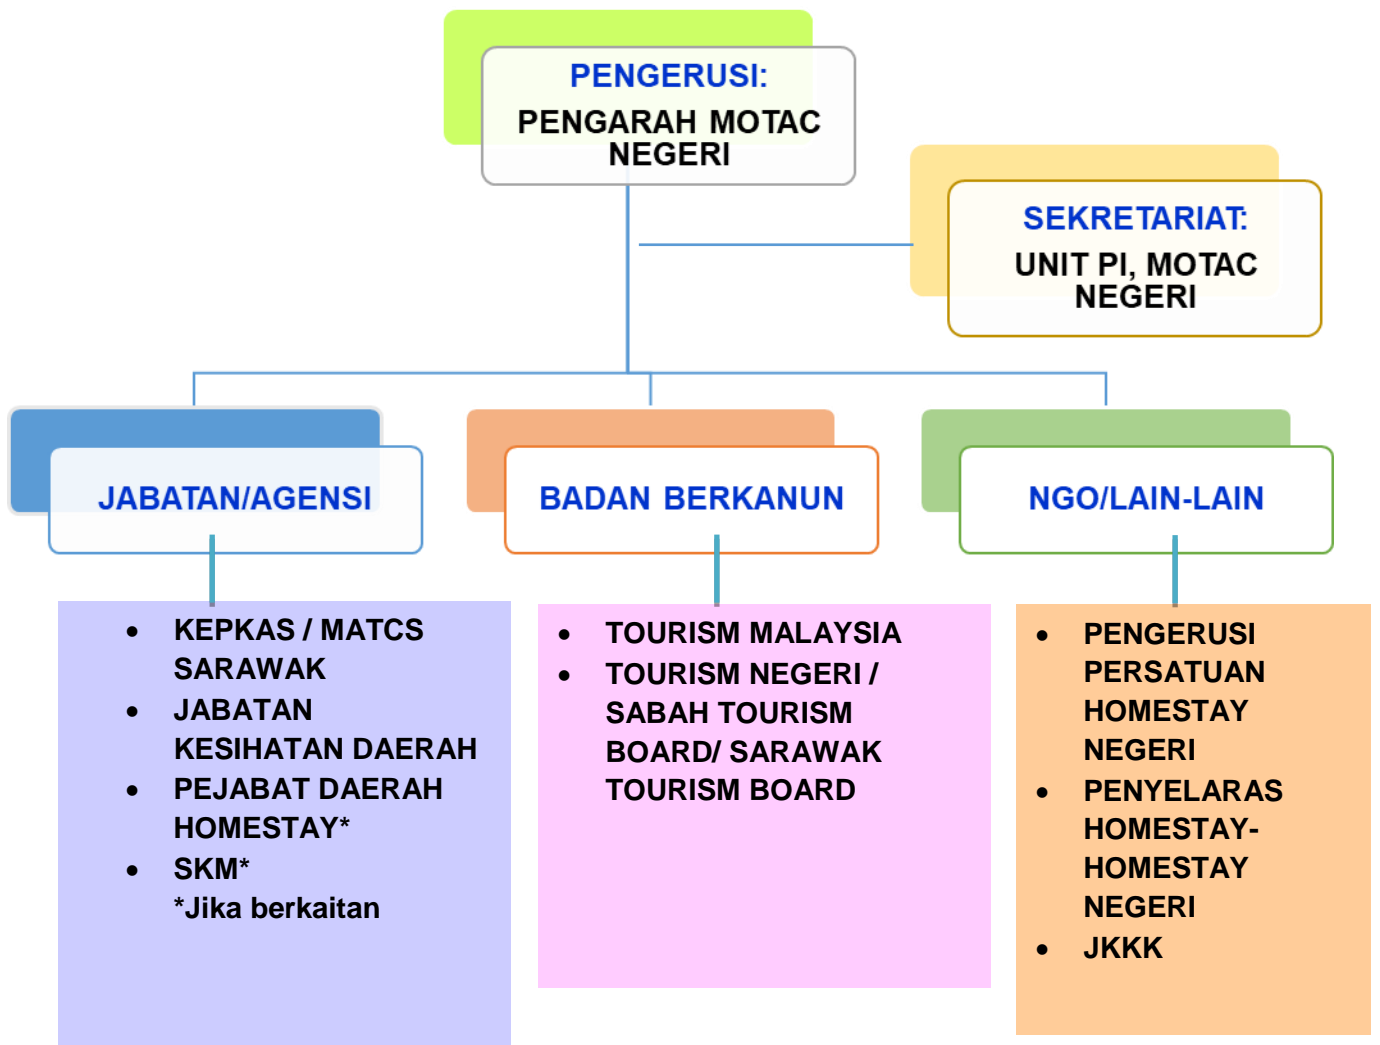 PENGERUSI:
PENGARAH MOTAC
NEGERI
SEKRETARIAT:
UNIT PI, MOTAC
NEGERI
JABATAN/AGENSI
BADAN BERKANUN
NGO/LAIN-LAIN
• KEPKAS / MATCS
SARAWAK
• JABATAN
KESIHATAN DAERAH
• PEJABAT DAERAH
HOMESTAY*
• SKM*
*Jika berkaitan
• TOURISM MALAYSIA
• TOURISM NEGERI /
SABAH TOURISM
BOARD/ SARAWAK
TOURISM BOARD
• PENGERUSI
PERSATUAN
HOMESTAY
NEGERI
• PENYELARAS
HOMESTAY-
HOMESTAY
NEGERI
• JKKK